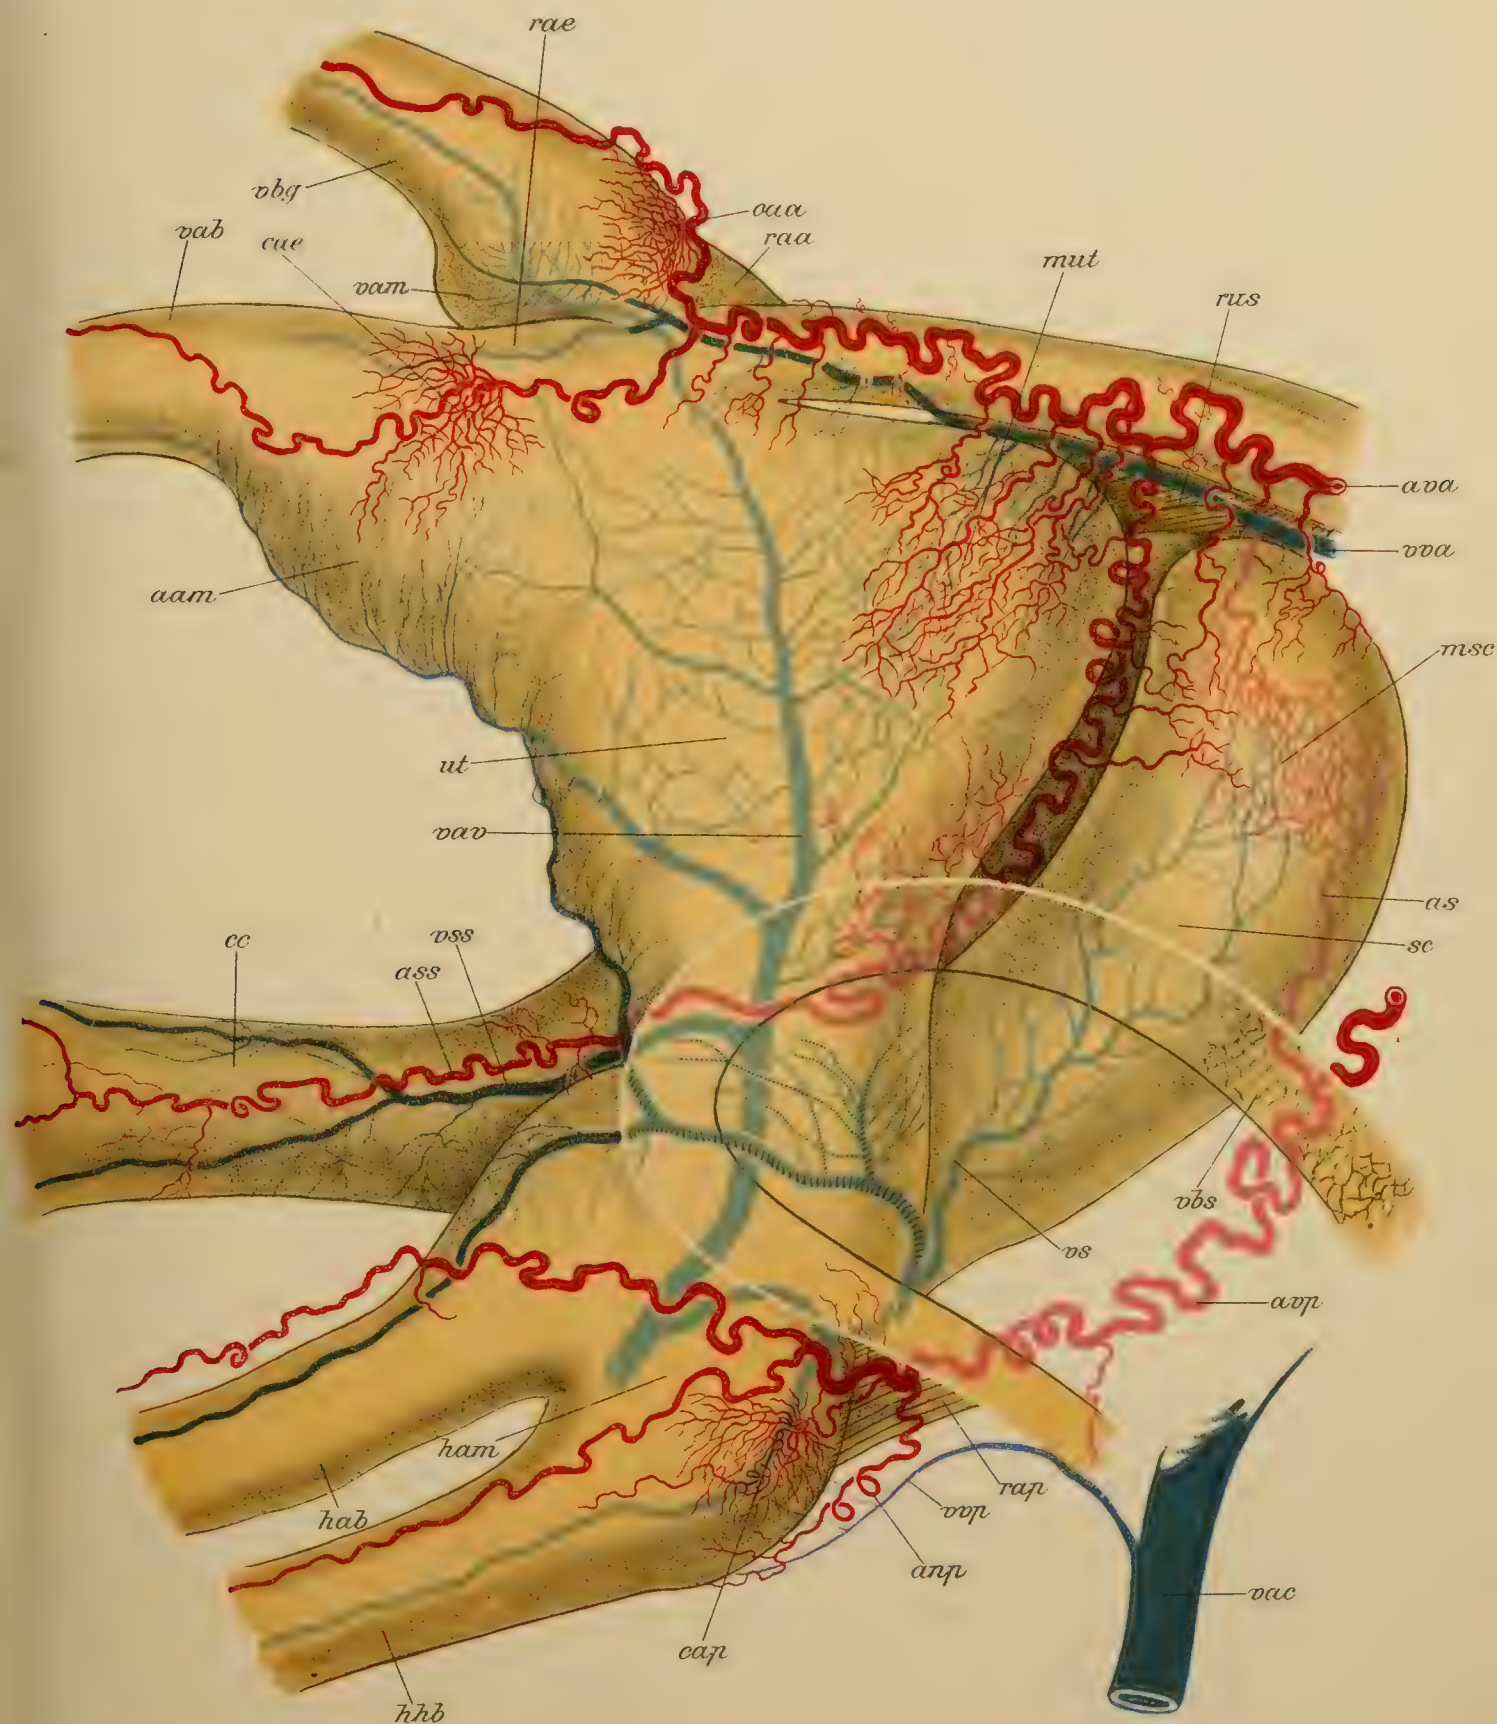 rae
vbg
oaa
vab
cae
raa
mut
vam
rus
ava
vva
aam
msc
ut
vav
as
cc
vss
sc
ass
vbs
vs
avp
ham
rap
hab
vvp
anp
vac
cap
hhb